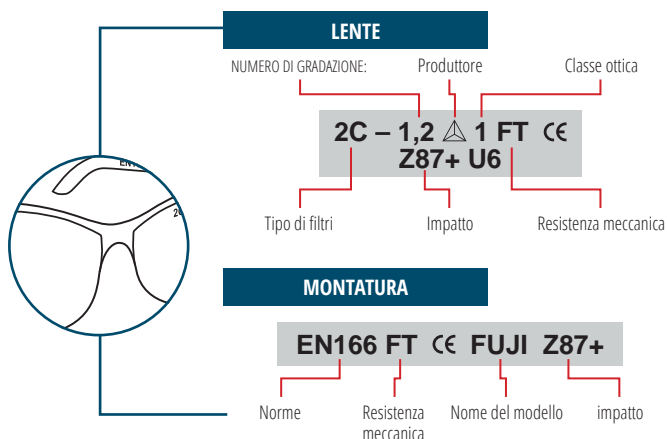 LENTE
NUMERO DI GRADAZIONE: Produttore Classe ottica
2C – 1,2 1 FT CE
Z87+ U6
Tipo di filtri Impatto Resistenza meccanica
MONTATURA
EN166 FT CE FUJI Z87+
Norme Resistenza meccanica Nome del modello impatto